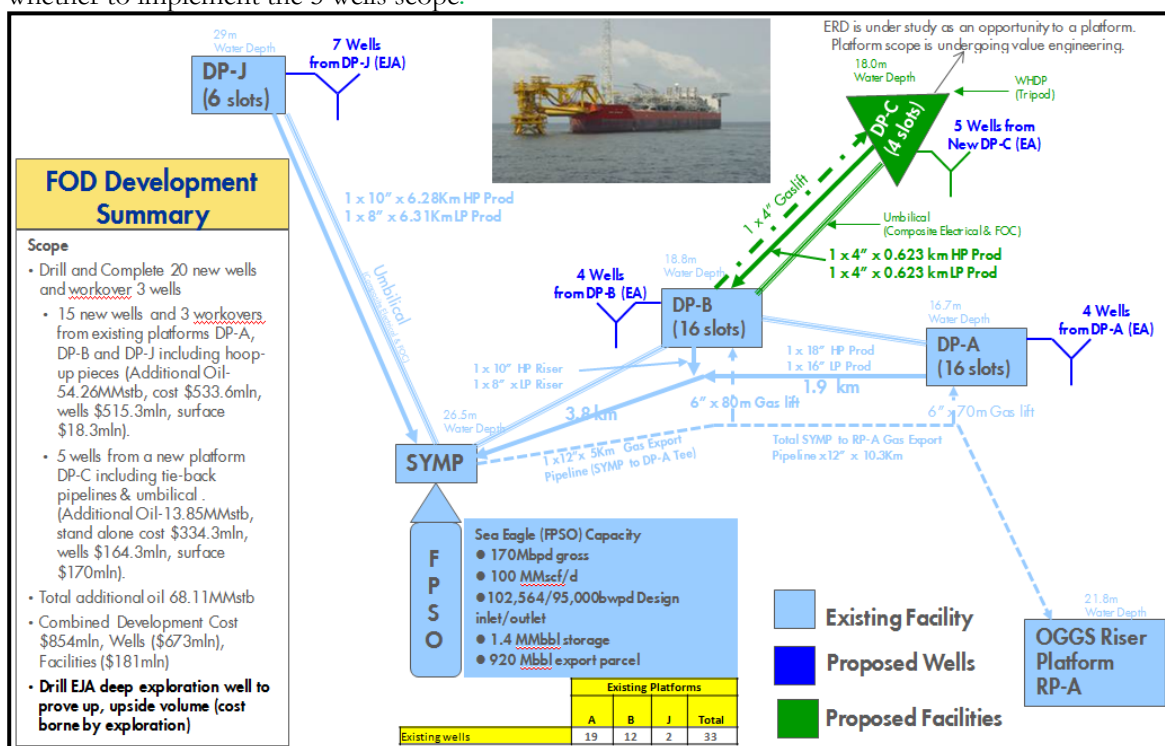 whether to implement the 5 wells scope.
29m
Water Depth
DP-J
(6 slots)
7 Wells
from DP-J (EJA)
ERD is under study as an opportunity to a platform.
Platform scope is undergoing value engineering.
18.0m
Water Depth
WHDP
(Tripod)
DP-C
(4 slots)
5 Wells from
New DP-C (EA)
FOD Development
Summary
Scope
• Drill and Complete 20 new wells
and workover 3 wells
• 15 new wells and 3 workovers
from existing platforms DP-A,
DP-B and DP-J including hoop-
up pieces (Additional Oil-
54.26MMstb, cost $533.6mln,
wells $515.3mln, surface
$18.3mln).
• 5 wells from a new platform
DP-C including tie-back
pipelines & umbilical .
(Additional Oil-13.85MMstb,
stand alone cost $334.3mln,
wells $164.3mln, surface
$170mln).
• Total additional oil 68.11MMstb
• Combined Development Cost
$854mln, Wells ($673mln),
Facilities ($181mln)
• Drill EJA deep exploration well to
prove up, upside volume (cost
borne by exploration)
1 x 10” x 6.28Km HP Prod
1 x 8” x 6.31Km LP Prod
Umbilical
(Composite Electrical & FOC)
1 x 4” Gaslift
Umbilical
(Composite Electrical & FOC)
1 x 4” x 0.623 km HP Prod
1 x 4” x 0.623 km LP Prod
18.8m
Water Depth
4 Wells
from DP-B (EA)
DP-B
(16 slots)
16.7m
Water Depth
DP-A
(16 slots)
4 Wells
from DP-A (EA)
1 x 10” HP Riser
1 x 8” x LP Riser
1 x 18” HP Prod
1 x 16” LP Prod
1.9 km
3.8 km
6” x 80m Gas lift
6” x 70m Gas lift
26.5m
Water Depth
SYMP
1 x12” x 5Km Gas Export
Pipeline (SYMP to DP-A Tee)
Total SYMP to RP-A Gas Export
Pipeline x12” x 10.3Km
FPSO
Sea Eagle (FPSO) Capacity
● 170Mbpd gross
● 100 MMscf/d
●102,564/95,000bwpd Design
inlet/outlet
● 1.4 MMbbl storage
● 920 Mbbl export parcel
21.8m
Water Depth
OGGS Riser
Platform
RP-A
Existing Facility
Proposed Wells
Proposed Facilities
Existing Platforms
A B J Total
Existing wells 19 12 2 33